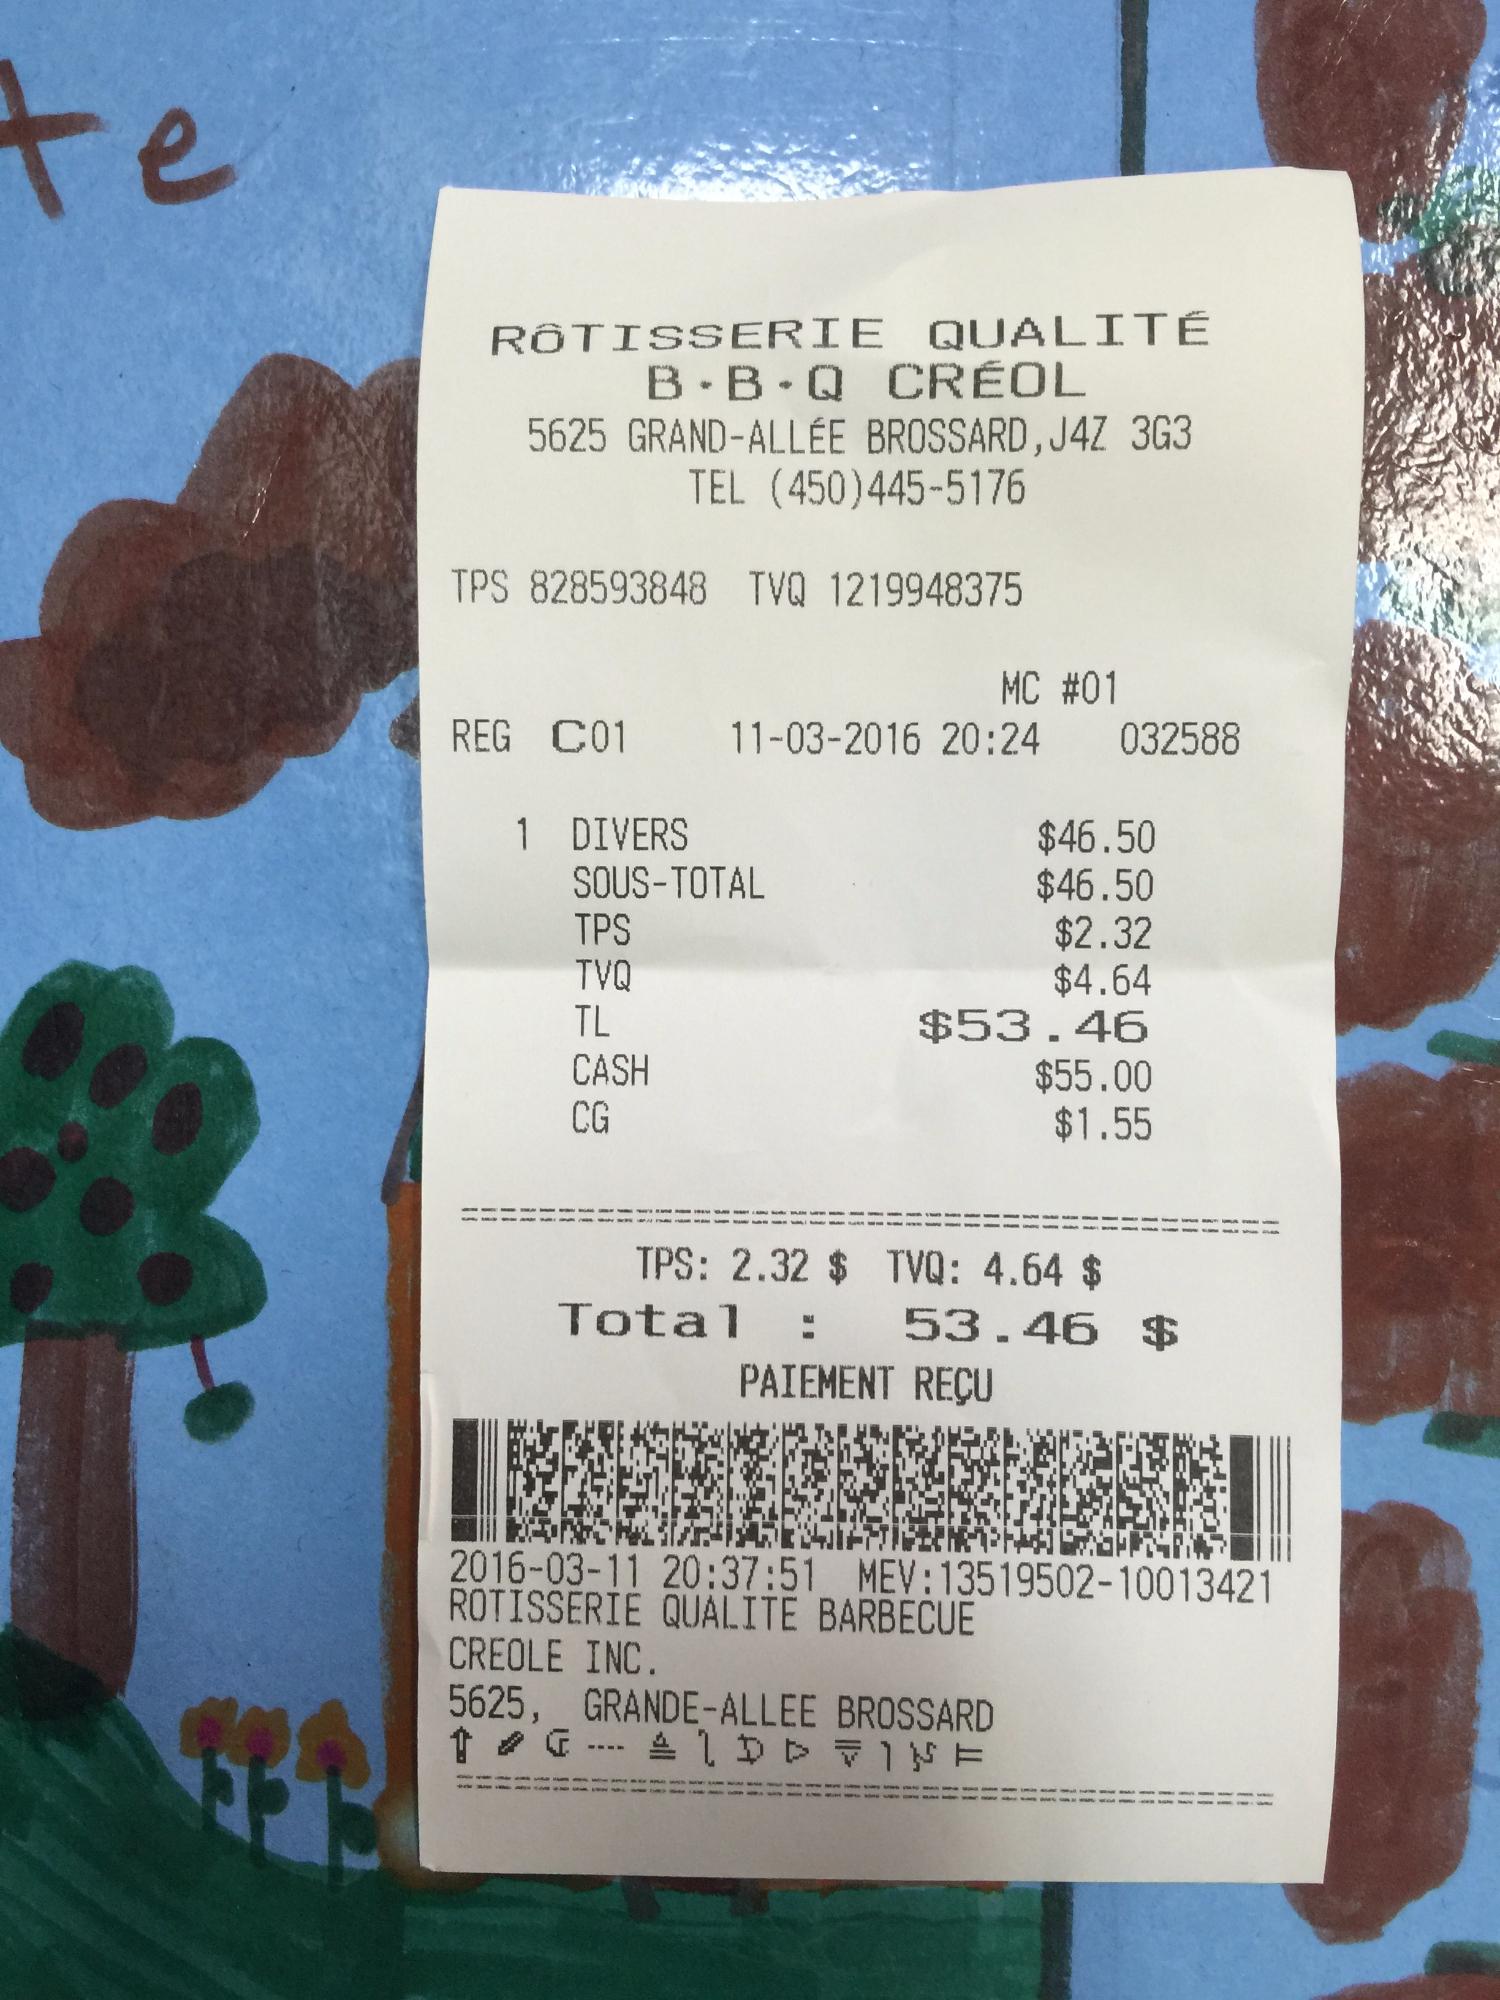 te
RÔTISSERIE QUALITÉ
B·B·Q CRÉOL
5625 GRAND-ALLÉE BROSSARD,J4Z 3G3
TEL (450)445-5176
TPS 828593848 TVQ 1219948375
MC #01
REG C01 11-03-2016 20:24 032588
1 DIVERS $46.50
SOUS-TOTAL $46.50
TPS $2.32
TVQ $4.64
TL $53.46
CASH $55.00
CG $1.55
TPS: 2.32 $ TVQ: 4.64 $
Total : 53.46 $
PAIEMENT REÇU
2016-03-11 20:37:51 MEV:13519502-10013421
ROTISSERIE QUALITE BARBECUE
CREOLE INC.
5625, GRANDE-ALLEE BROSSARD